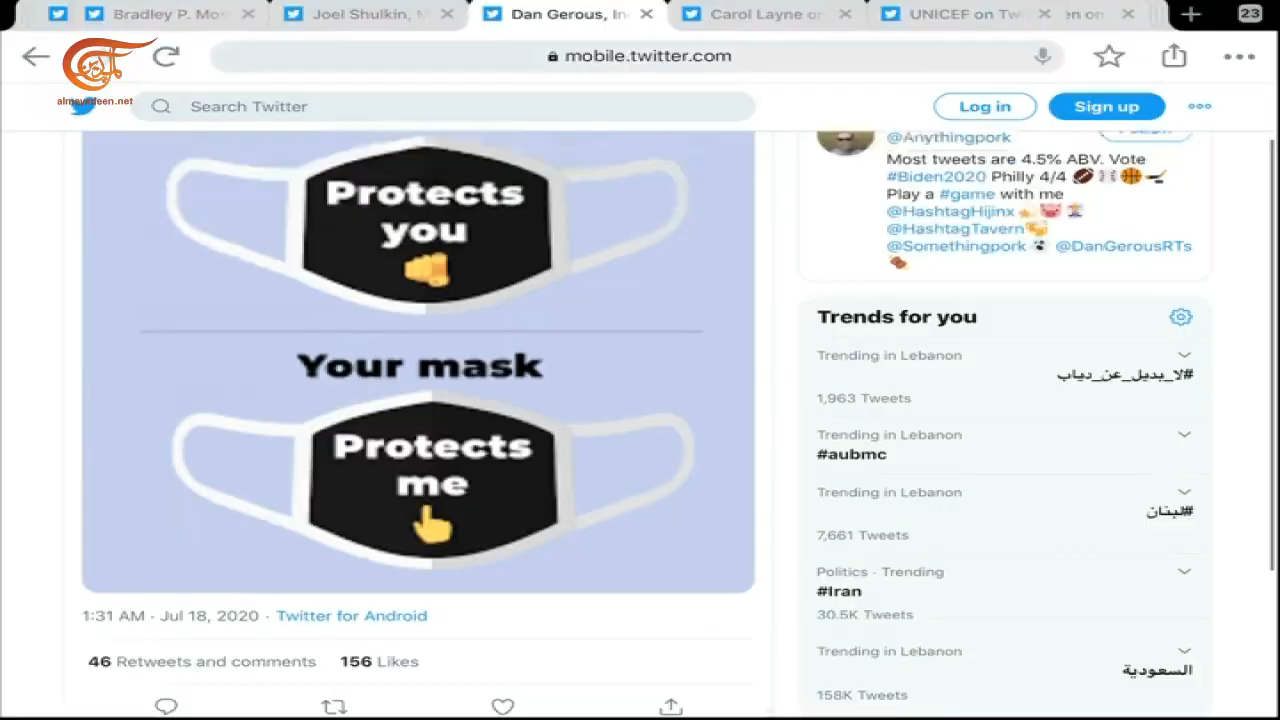 Bradley P. Mos
Joel Shulkin, M
Dan Gerous, In
Carol Layne or
UNICEF on Tw
en on
23
mobile.twitter.com
الميادين
almayadeen.net
Search Twitter
Log in
Sign up
@Anythingpork
Most tweets are 4.5% ABV. Vote
#Biden2020 Philly 4/4
Play a #game with me
@HashtagHijinx
@HashtagTavern
@Somethingpork @DanGerousRTs
Protects
you
Your mask
Protects
me
1:31 AM · Jul 18, 2020 · Twitter for Android
46 Retweets and comments 156 Likes
Trends for you
Trending in Lebanon
#لا_بديل_عن_دياب
1,963 Tweets
Trending in Lebanon
#aubmc
Trending in Lebanon
#لبنان
7,661 Tweets
Politics · Trending
#Iran
30.5K Tweets
Trending in Lebanon
السعودية
158K Tweets